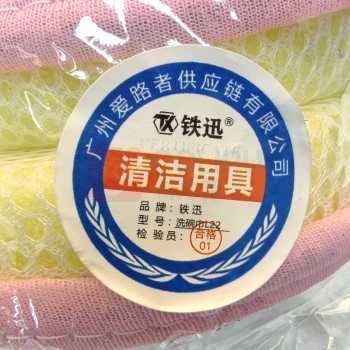 广州爱路者供应链有限公司
TX 铁迅®
清洁用具
品牌：铁迅
型号：洗碗巾L22
检验员：合格
01